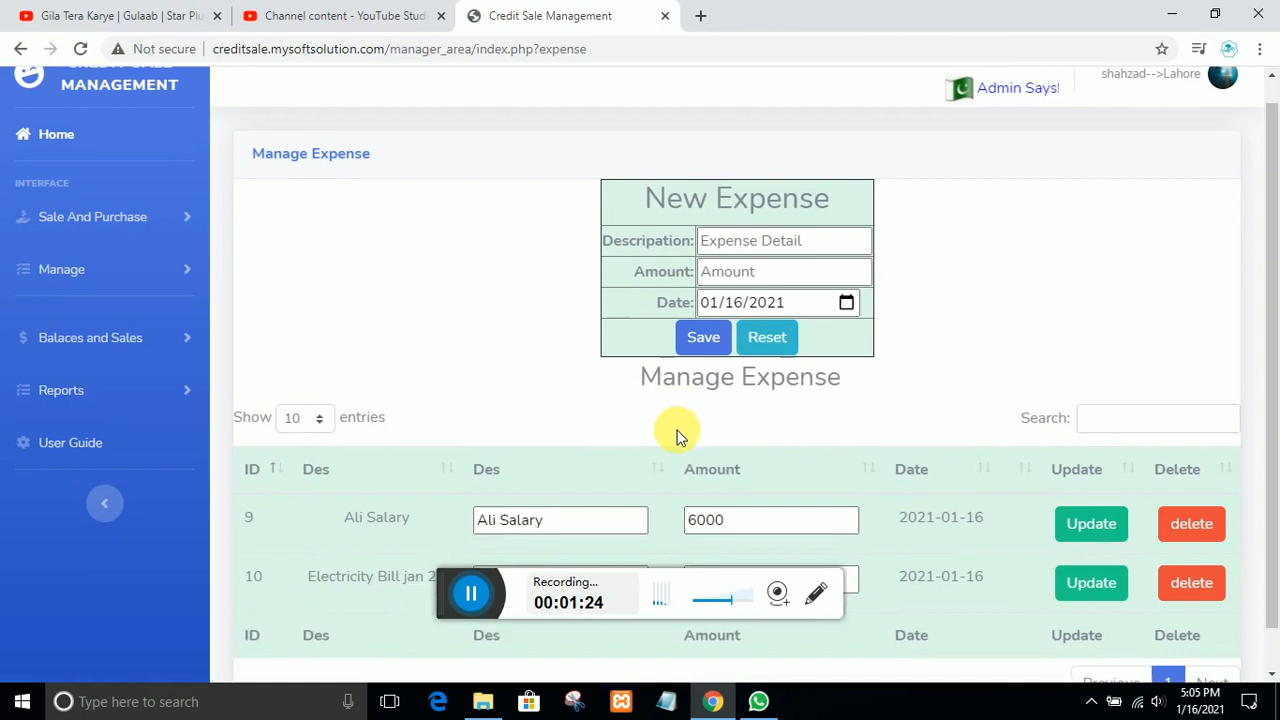 Gila Tera Karye | Gulaab | Star Plu
Channel content - YouTube Studi
Credit Sale Management
Not secure | creditsale.mysoftsolution.com/manager_area/index.php?expense
MANAGEMENT
Home
INTERFACE
Sale And Purchase
Manage
Balaces and Sales
Reports
User Guide
Admin Says!
shahzad-->Lahore
Manage Expense
New Expense
Descripation: Expense Detail
Amount: Amount
Date: 01/16/2021
Save Reset
Manage Expense
Show 10 entries
Search:
ID Des Des Amount Date Update Delete
9 Ali Salary Ali Salary 6000 2021-01-16 Update delete
10 Electricity Bill jan 2 2021-01-16 Update delete
Recording...
00:01:24
ID Des Des Amount Date Update Delete
Previous 1 Next
Type here to search
5:05 PM
1/16/2021